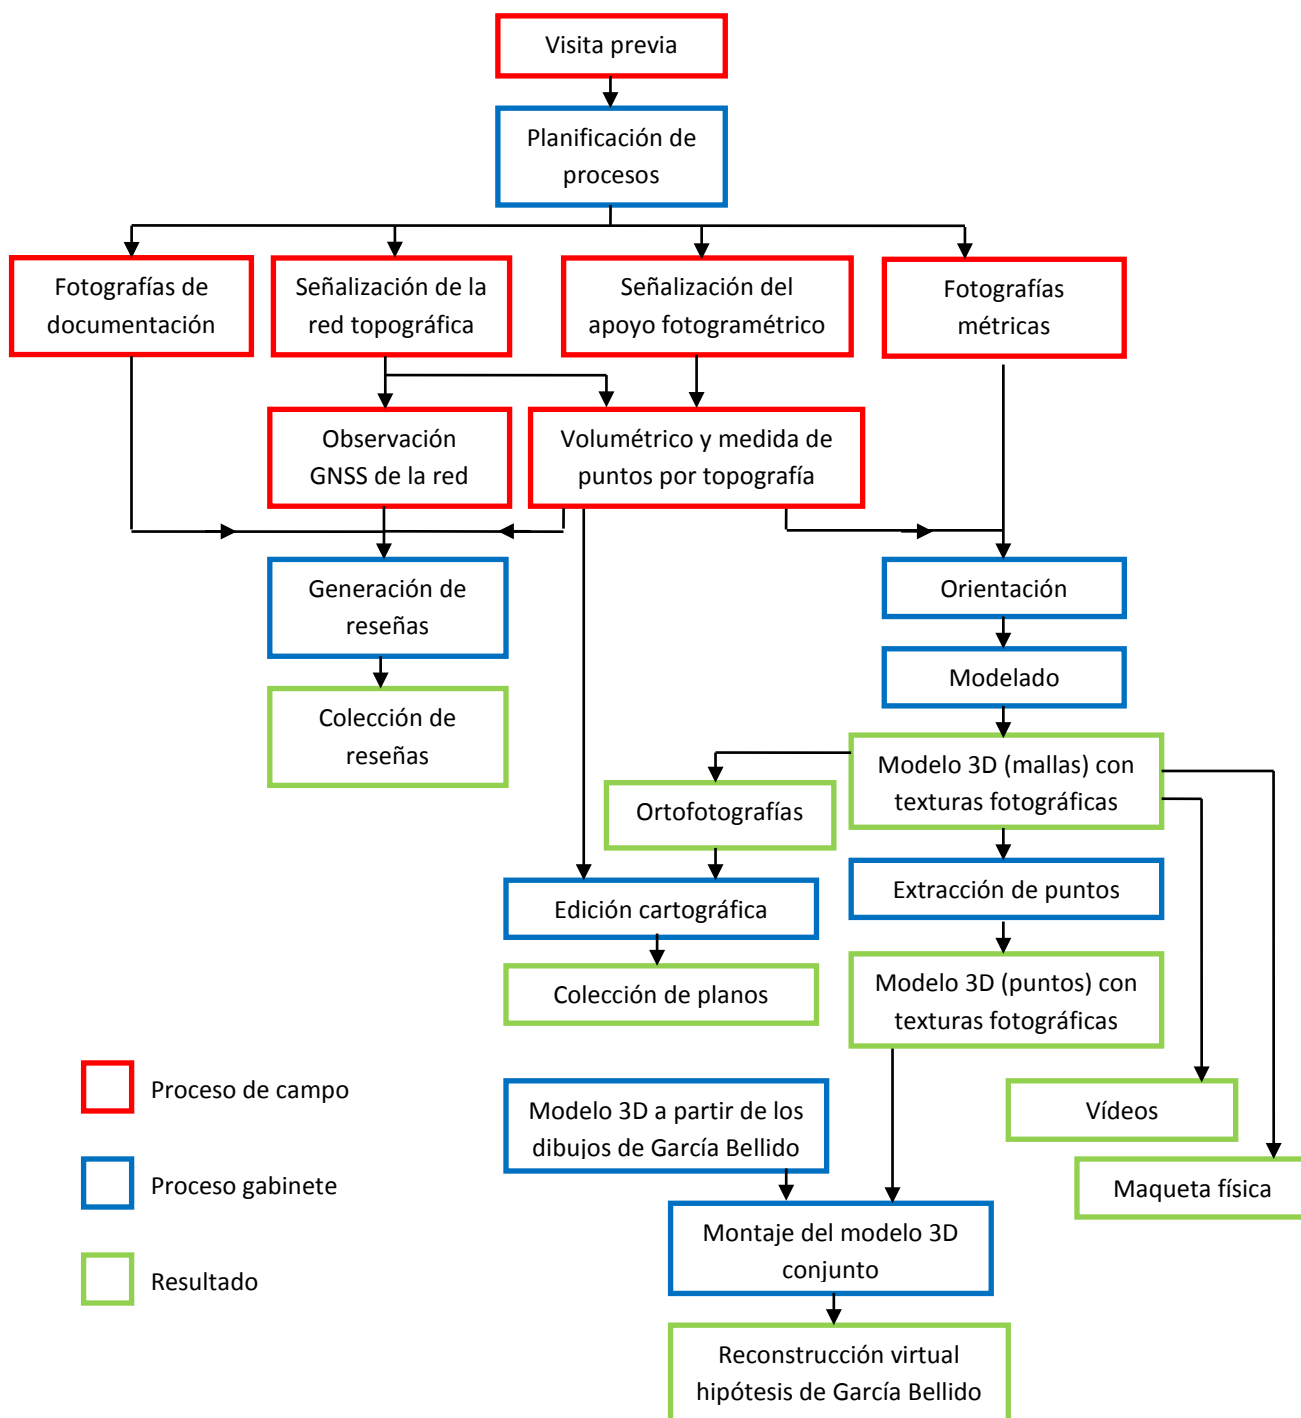 Visita previa
Planificación de
procesos
Fotografías de
documentación
Señalización de la
red topográfica
Señalización del
apoyo fotogramétrico
Fotografías
métricas
Observación
GNSS de la red
Volumétrico y medida de
puntos por topografía
Generación de
reseñas
Orientación
Modelado
Colección de
reseñas
Modelo 3D (mallas) con
texturas fotográficas
Ortofotografías
Extracción de puntos
Edición cartográfica
Modelo 3D (puntos) con
texturas fotográficas
Colección de planos
Proceso de campo
Modelo 3D a partir de los
dibujos de García Bellido
Vídeos
Proceso gabinete
Maqueta física
Montaje del modelo 3D
conjunto
Resultado
Reconstrucción virtual
hipótesis de García Bellido